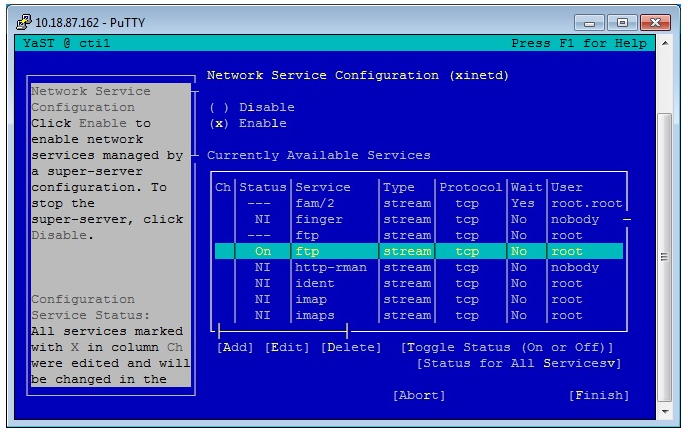 10.18.87.162 - PuTTY
YaST @ cti1 Press F1 for Help
Network Service Configuration (xinetd)
Network Service
Configuration
Click Enable to
enable network
services managed by
a super-server
configuration. To
stop the
super-server, click
Disable.
Configuration
Service Status:
All services marked
with X in column Ch
were edited and will
be changed in the
( ) Disable
(x) Enable
Currently Available Services
Ch Status Service Type Protocol Wait User
--- fam/2 stream tcp Yes root.root
NI finger stream tcp No nobody
--- ftp stream tcp No root
On ftp stream tcp No root
NI http-rman stream tcp No nobody
NI ident stream tcp No root
NI imap stream tcp No root
NI imaps stream tcp No root
[Add] [Edit] [Delete] [Toggle Status (On or Off)]
[Status for All Servicesv]
[Abort] [Finish]